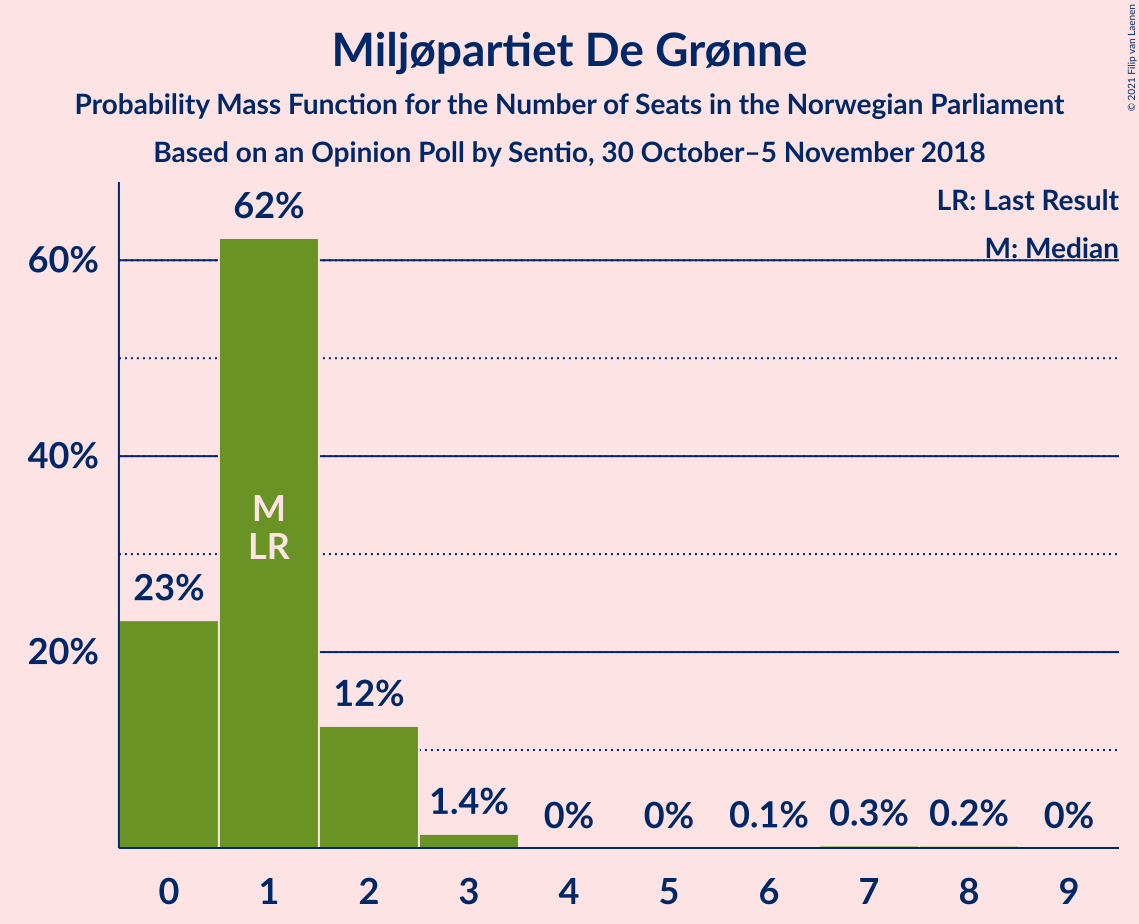 Miljøpartiet De Grønne
Probability Mass Function for the Number of Seats in the Norwegian Parliament
Based on an Opinion Poll by Sentio, 30 October–5 November 2018
© 2021 Filip van Laenen
LR: Last Result
M: Median
62%
60%
40%
M
LR
23%
20%
12%
1.4%
0%
0%
0.1%
0.3%
0.2%
0%
0
1
2
3
4
5
6
7
8
9